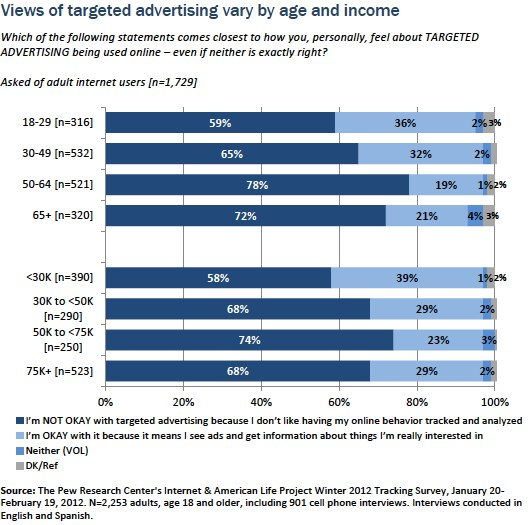 Views of targeted advertising vary by age and income
Which of the following statements comes closest to how you, personally, feel about TARGETED
ADVERTISING being used online – even if neither is exactly right?
Asked of adult internet users [n=1,729]
18-29 [n=316] 59% 36% 2% 3%
30-49 [n=532] 65% 32% 2%
50-64 [n=521] 78% 19% 1% 2%
65+ [n=320] 72% 21% 4% 3%
<30K [n=390] 58% 39% 1% 2%
30K to <50K
[n=290] 68% 29% 2%
50K to <75K
[n=250] 74% 23% 3%
75K+ [n=523] 68% 29% 2%
0% 20% 40% 60% 80% 100%
I'm NOT OKAY with targeted advertising because I don't like having my online behavior tracked and analyzed
I'm OKAY with it because it means I see ads and get information about things I'm really interested in
Neither (VOL)
DK/Ref
Source: The Pew Research Center's Internet & American Life Project Winter 2012 Tracking Survey, January 20-
February 19, 2012. N=2,253 adults, age 18 and older, including 901 cell phone interviews. Interviews conducted in
English and Spanish.